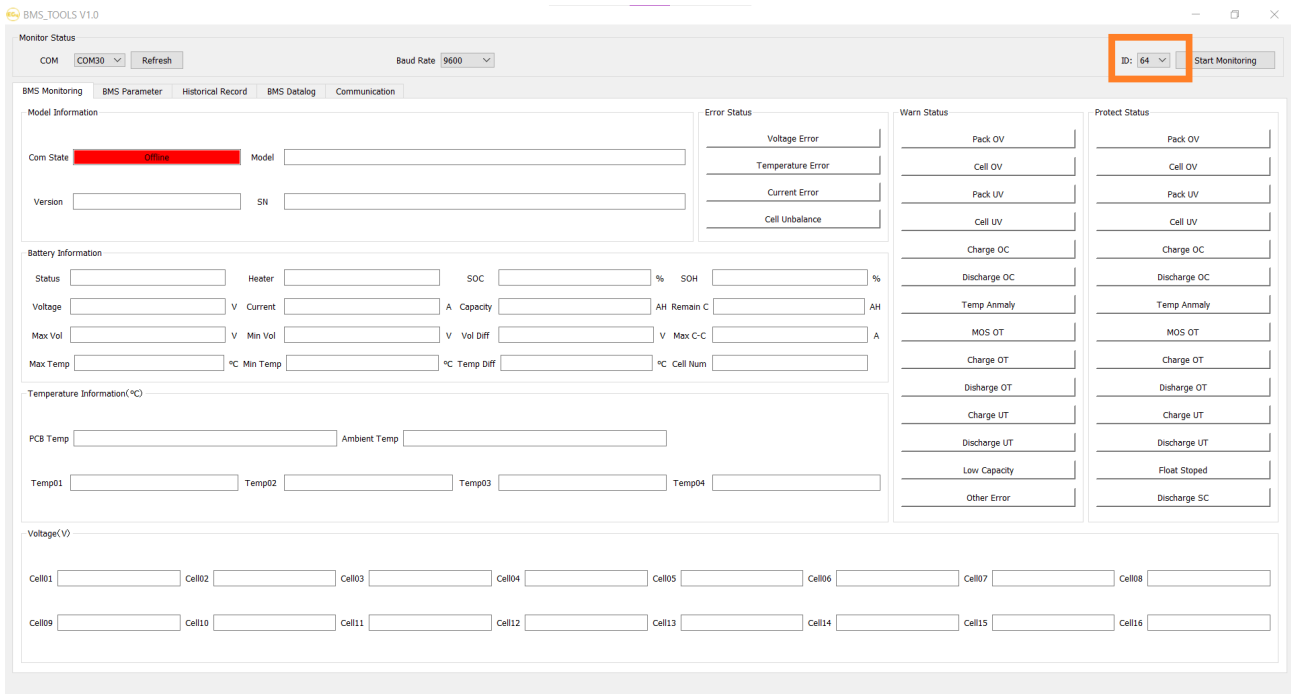 BMS_TOOLS V1.0
Monitor Status
COM COM30 Refresh Baud Rate 9600 ID: 64 Start Monitoring
BMS Monitoring BMS Parameter Historical Record BMS Datalog Communication
Model Information
Com State Offline Model
Version SN
Error Status
Voltage Error
Temperature Error
Current Error
Cell Unbalance
Warn Status
Pack OV
Cell OV
Pack UV
Cell UV
Charge OC
Discharge OC
Temp Anmaly
MOS OT
Charge OT
Disharge OT
Charge UT
Discharge UT
Low Capacity
Other Error
Protect Status
Pack OV
Cell OV
Pack UV
Cell UV
Charge OC
Discharge OC
Temp Anmaly
MOS OT
Charge OT
Disharge OT
Charge UT
Discharge UT
Float Stoped
Discharge SC
Battery Information
Status Heater SOC % SOH %
Voltage V Current A Capacity AH Remain C AH
Max Vol V Min Vol V Vol Diff V Max C-C A
Max Temp ºC Min Temp ºC Temp Diff ºC Cell Num
Temperature Information(ºC)
PCB Temp Ambient Temp
Temp01 Temp02 Temp03 Temp04
Voltage(V)
Cell01 Cell02 Cell03 Cell04 Cell05 Cell06 Cell07 Cell08
Cell09 Cell10 Cell11 Cell12 Cell13 Cell14 Cell15 Cell16